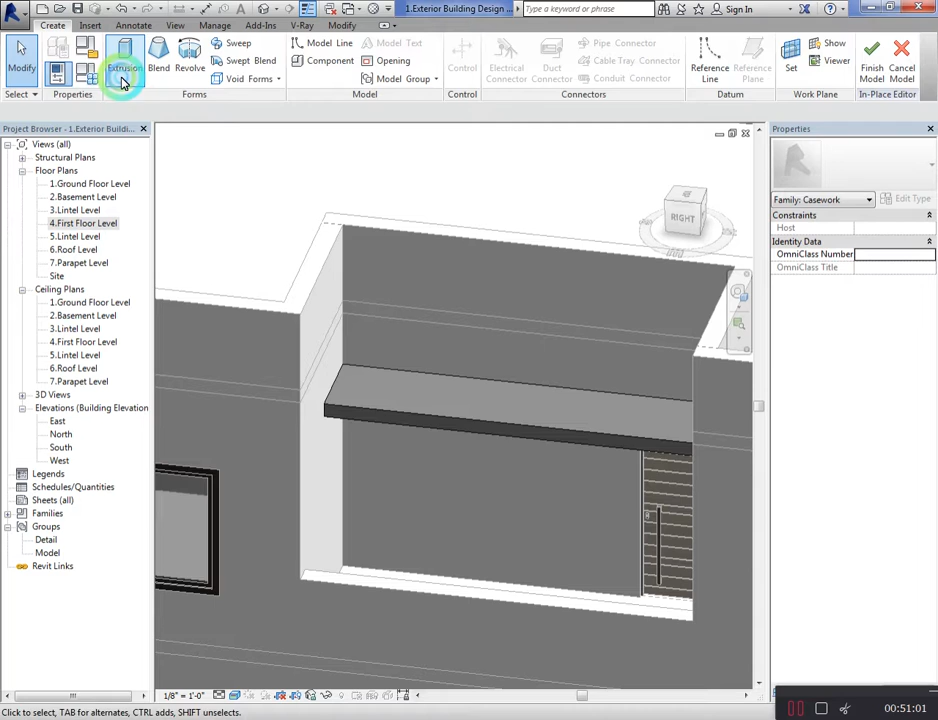 1.Exterior Building Design ...
Type a keyword or phrase
Sign In
Create
Insert
Annotate
View
Manage
Add-Ins
V-Ray
Modify
Modify
Extrusion
Blend
Revolve
Sweep
Swept Blend
Void Forms
Model Line
Component
Model Text
Opening
Model Group
Control
Electrical Connector
Duct Connector
Pipe Connector
Cable Tray Connector
Conduit Connector
Reference Line
Reference Plane
Set
Show
Viewer
Finish Model
Cancel Model
Select
Properties
Forms
Model
Control
Connectors
Datum
Work Plane
In-Place Editor
Project Browser - 1.Exterior Buildi...
Views (all)
Structural Plans
Floor Plans
1.Ground Floor Level
2.Basement Level
3.Lintel Level
4.First Floor Level
5.Lintel Level
6.Roof Level
7.Parapet Level
Site
Ceiling Plans
1.Ground Floor Level
2.Basement Level
3.Lintel Level
4.First Floor Level
5.Lintel Level
6.Roof Level
7.Parapet Level
3D Views
Elevations (Building Elevation
East
North
South
West
Legends
Schedules/Quantities
Sheets (all)
Families
Groups
Detail
Model
Revit Links
RIGHT
Properties
Family: Casework
Edit Type
Constraints
Host
Identity Data
OmniClass Number
OmniClass Title
1/8" = 1'-0"
Click to select, TAB for alternates, CTRL adds, SHIFT unselects.
00:51:01